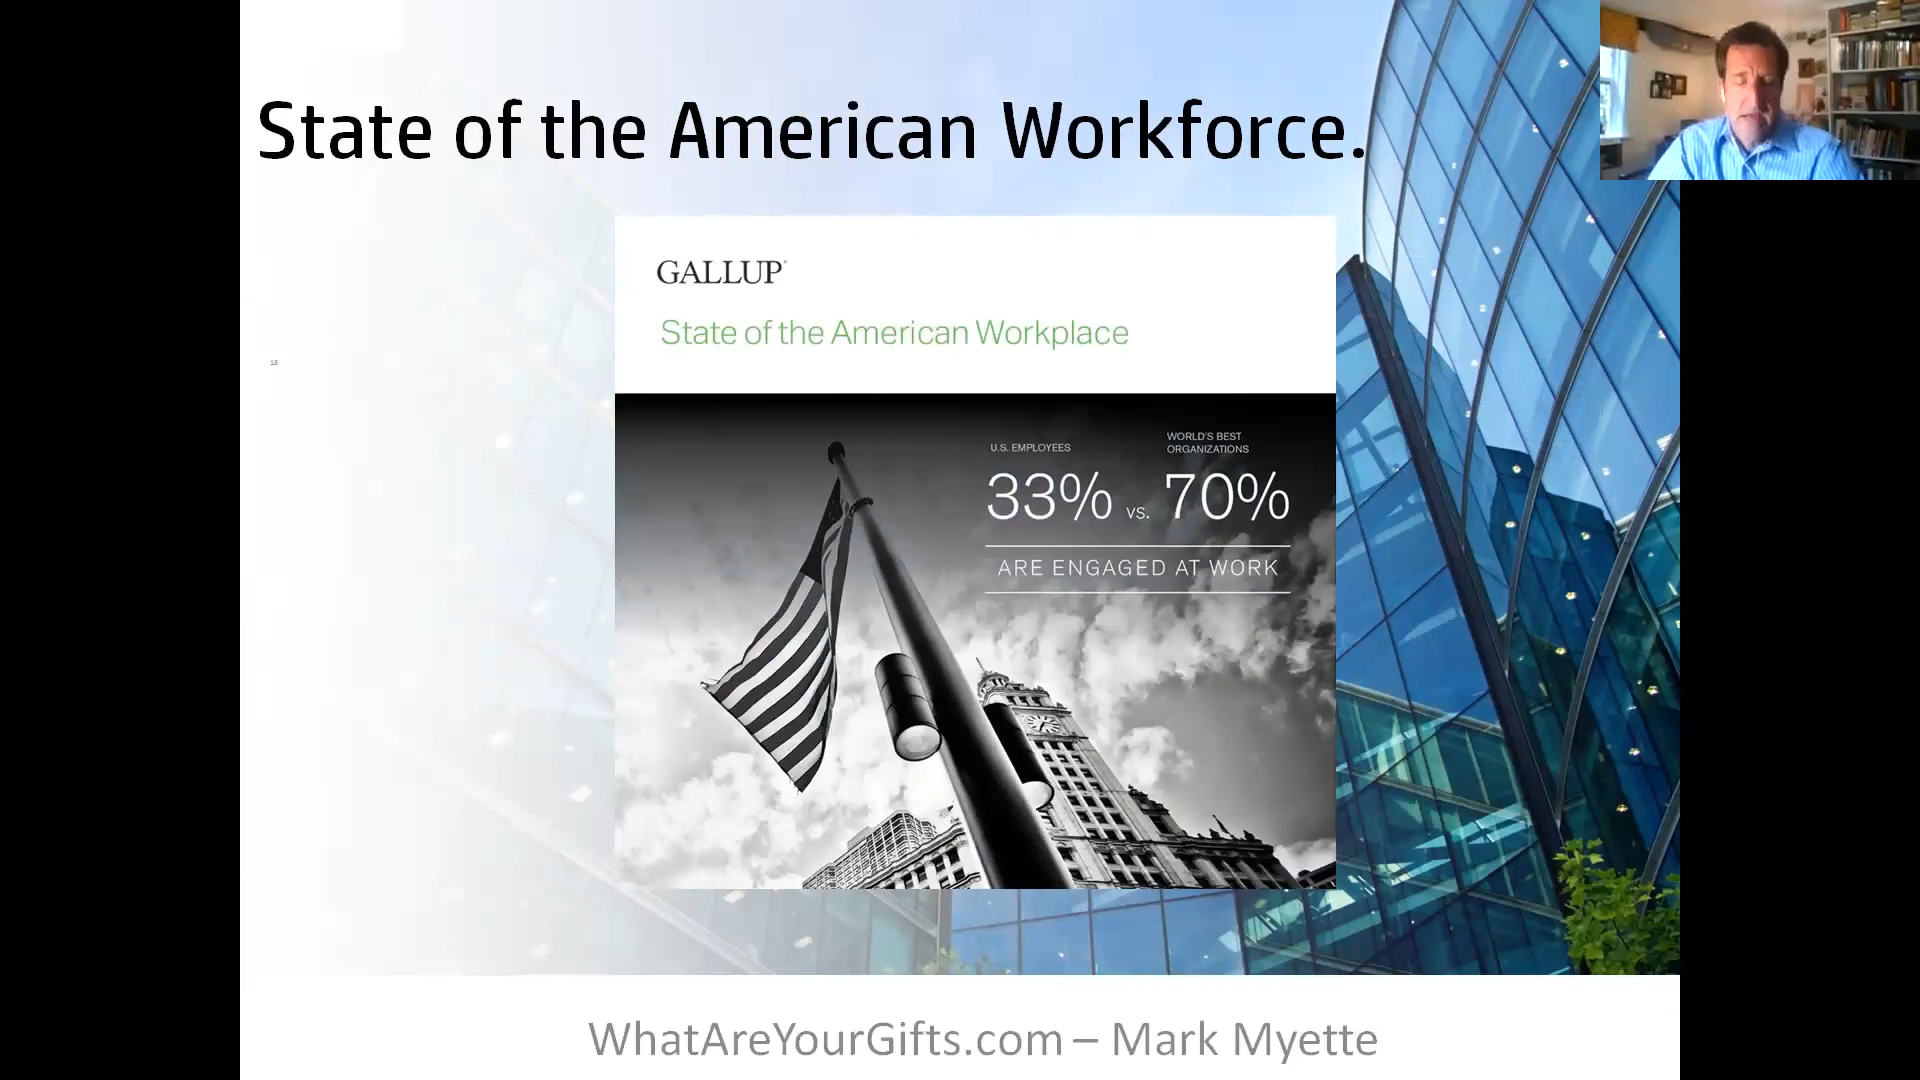 State of the American Workforce.
GALLUP
State of the American Workplace
18
U.S. EMPLOYEES
33%
vs.
WORLD'S BEST
ORGANIZATIONS
70%
ARE ENGAGED AT WORK
WhatAreYourGifts.com – Mark Myette